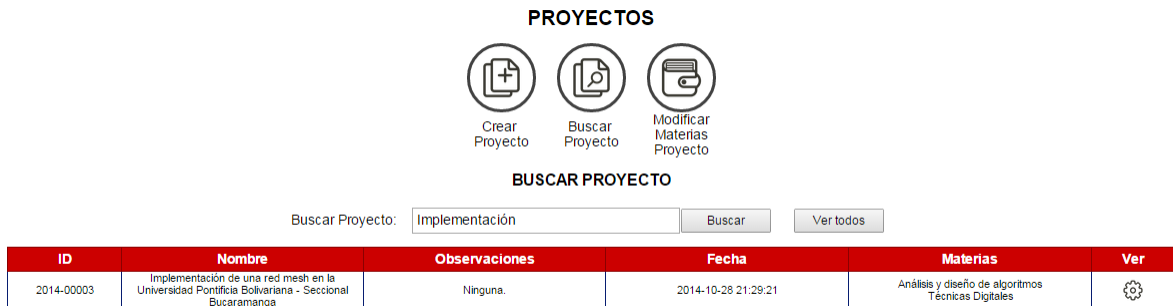 PROYECTOS
Crear
Proyecto
Buscar
Proyecto
Modificar
Materias
Proyecto
BUSCAR PROYECTO
Buscar Proyecto: Implementación Buscar Ver todos
ID Nombre Observaciones Fecha Materias Ver
2014-00003
Implementación de una red mesh en la
Universidad Pontificia Bolivariana - Seccional
Bucaramanga
Ninguna.
2014-10-28 21:29:21
Análisis y diseño de algoritmos
Técnicas Digitales